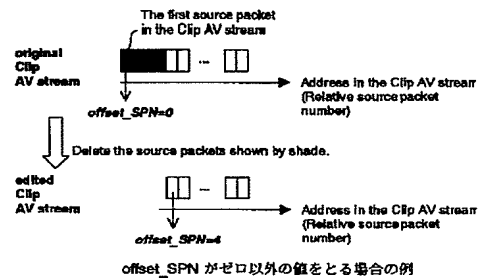 The first source packet
in the Clip AV stream
original
Clip
AV stream
...
Address in the Clip AV stream
(Relative source packet
number)
offset_SPN=0
Delete the source packets shown by shade.
edited
Clip
AV stream
...
Address in the Clip AV stream
(Relative source packet
number)
offset_SPN=4
offset_SPN がゼロ以外の値をとる場合の例